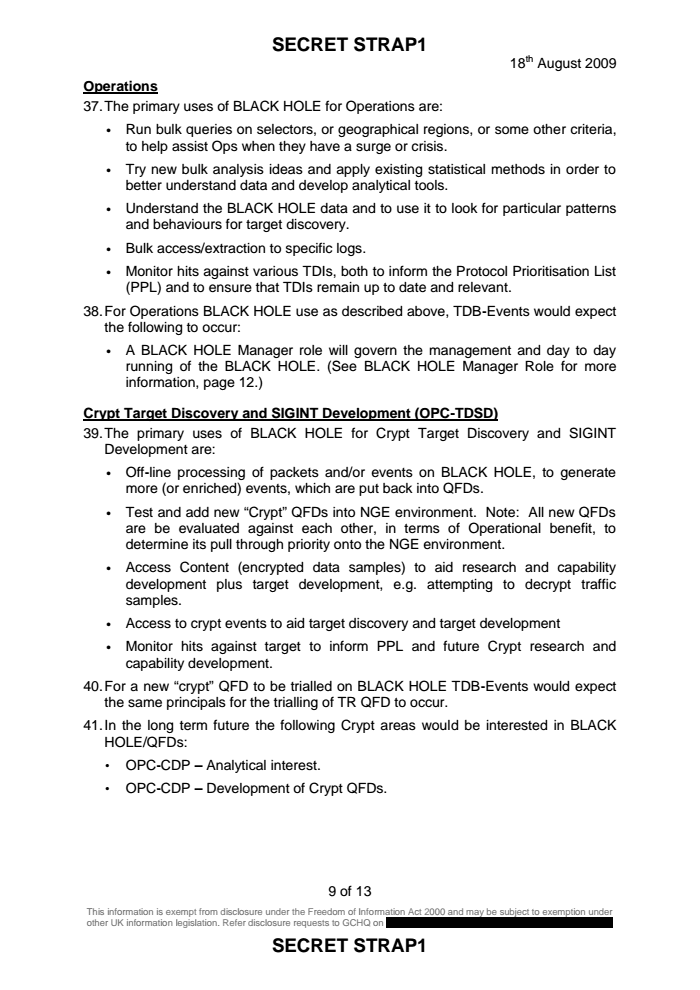 SECRET STRAP1
18th August 2009
Operations
37. The primary uses of BLACK HOLE for Operations are:
• Run bulk queries on selectors, or geographical regions, or some other criteria,
to help assist Ops when they have a surge or crisis.
• Try new bulk analysis ideas and apply existing statistical methods in order to
better understand data and develop analytical tools.
• Understand the BLACK HOLE data and to use it to look for particular patterns
and behaviours for target discovery.
• Bulk access/extraction to specific logs.
• Monitor hits against various TDIs, both to inform the Protocol Prioritisation List
(PPL) and to ensure that TDIs remain up to date and relevant.
38. For Operations BLACK HOLE use as described above, TDB-Events would expect
the following to occur:
• A BLACK HOLE Manager role will govern the management and day to day
running of the BLACK HOLE. (See BLACK HOLE Manager Role for more
information, page 12.)
Crypt Target Discovery and SIGINT Development (OPC-TDSD)
39. The primary uses of BLACK HOLE for Crypt Target Discovery and SIGINT
Development are:
• Off-line processing of packets and/or events on BLACK HOLE, to generate
more (or enriched) events, which are put back into QFDs.
• Test and add new “Crypt” QFDs into NGE environment. Note: All new QFDs
are be evaluated against each other, in terms of Operational benefit, to
determine its pull through priority onto the NGE environment.
• Access Content (encrypted data samples) to aid research and capability
development plus target development, e.g. attempting to decrypt traffic
samples.
• Access to crypt events to aid target discovery and target development
• Monitor hits against target to inform PPL and future Crypt research and
capability development.
40. For a new “crypt” QFD to be trialled on BLACK HOLE TDB-Events would expect
the same principals for the trialling of TR QFD to occur.
41. In the long term future the following Crypt areas would be interested in BLACK
HOLE/QFDs:
• OPC-CDP – Analytical interest.
• OPC-CDP – Development of Crypt QFDs.
9 of 13
This information is exempt from disclosure under the Freedom of Information Act 2000 and may be subject to exemption under
other UK information legislation. Refer disclosure requests to GCHQ on
SECRET STRAP1